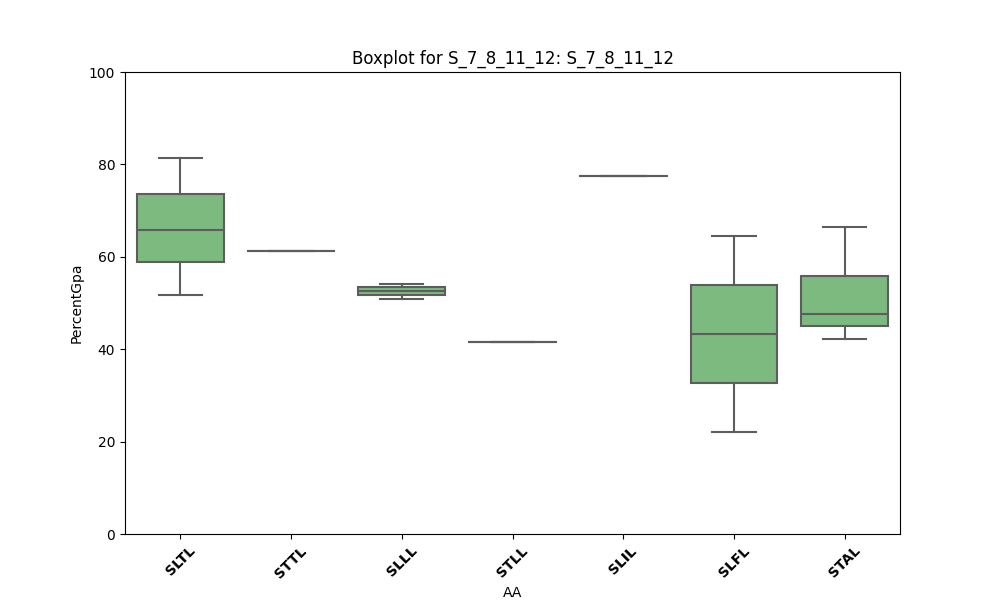 Boxplot for S_7_8_11_12: S_7_8_11_12
100
80
60
40
20
0
PercentGpa
SLTL
STTL
SLLL
STLL
SLIL
SLFL
STAL
AA